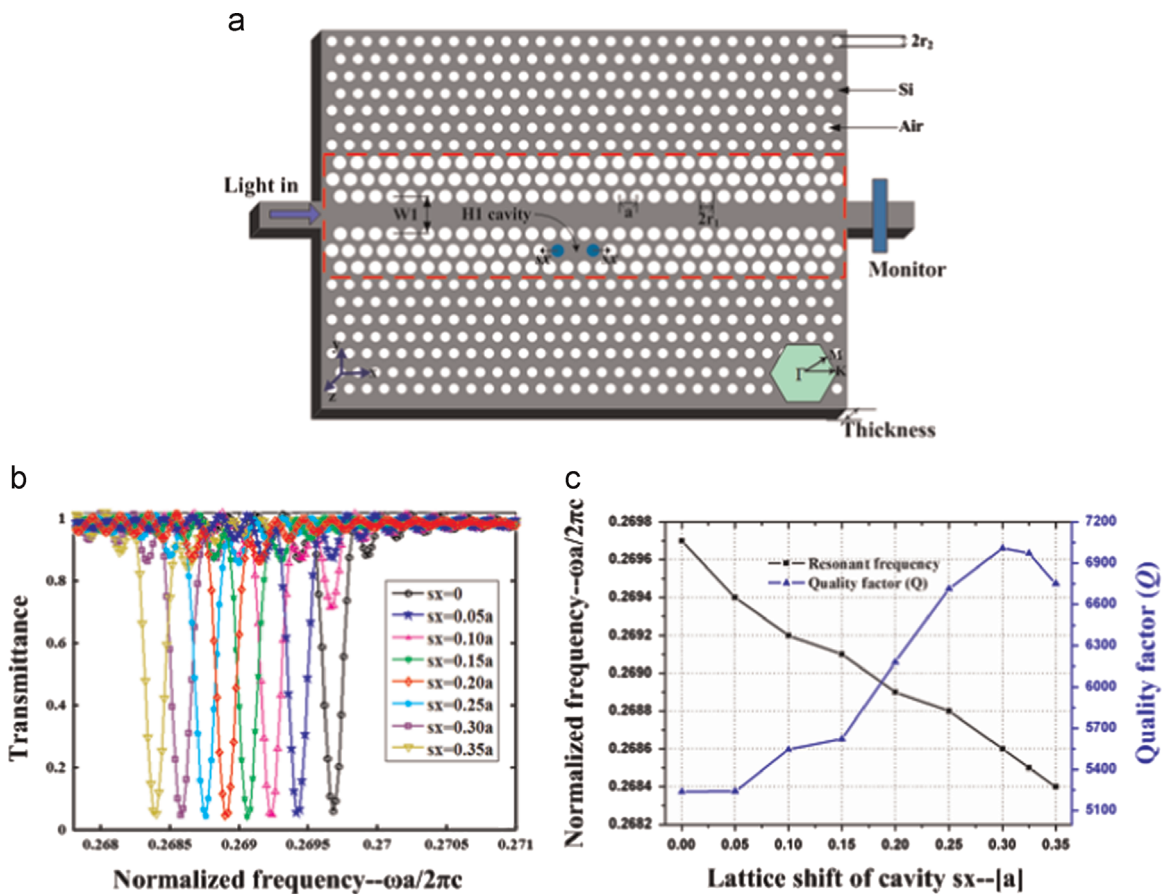 a
2r2
Si
Air
Light in
W1
H1 cavity
a
2r1
sx
sx
Monitor
y
x
z
Γ
M
K
Thickness
b
c
Transmittance
1
0.8
0.6
0.4
0.2
0
sx=0
sx=0.05a
sx=0.10a
sx=0.15a
sx=0.20a
sx=0.25a
sx=0.30a
sx=0.35a
0.268 0.2685 0.269 0.2695 0.27 0.2705 0.271
Normalized frequency--ωa/2πc
Normalized frequency--ωa/2πc
0.2698
0.2696
0.2694
0.2692
0.2690
0.2688
0.2686
0.2684
0.2682
Resonant frequency
Quality factor (Q)
7200
6900
6600
6300
6000
5700
5400
5100
Quality factor (Q)
0.00 0.05 0.10 0.15 0.20 0.25 0.30 0.35
Lattice shift of cavity sx--[a]